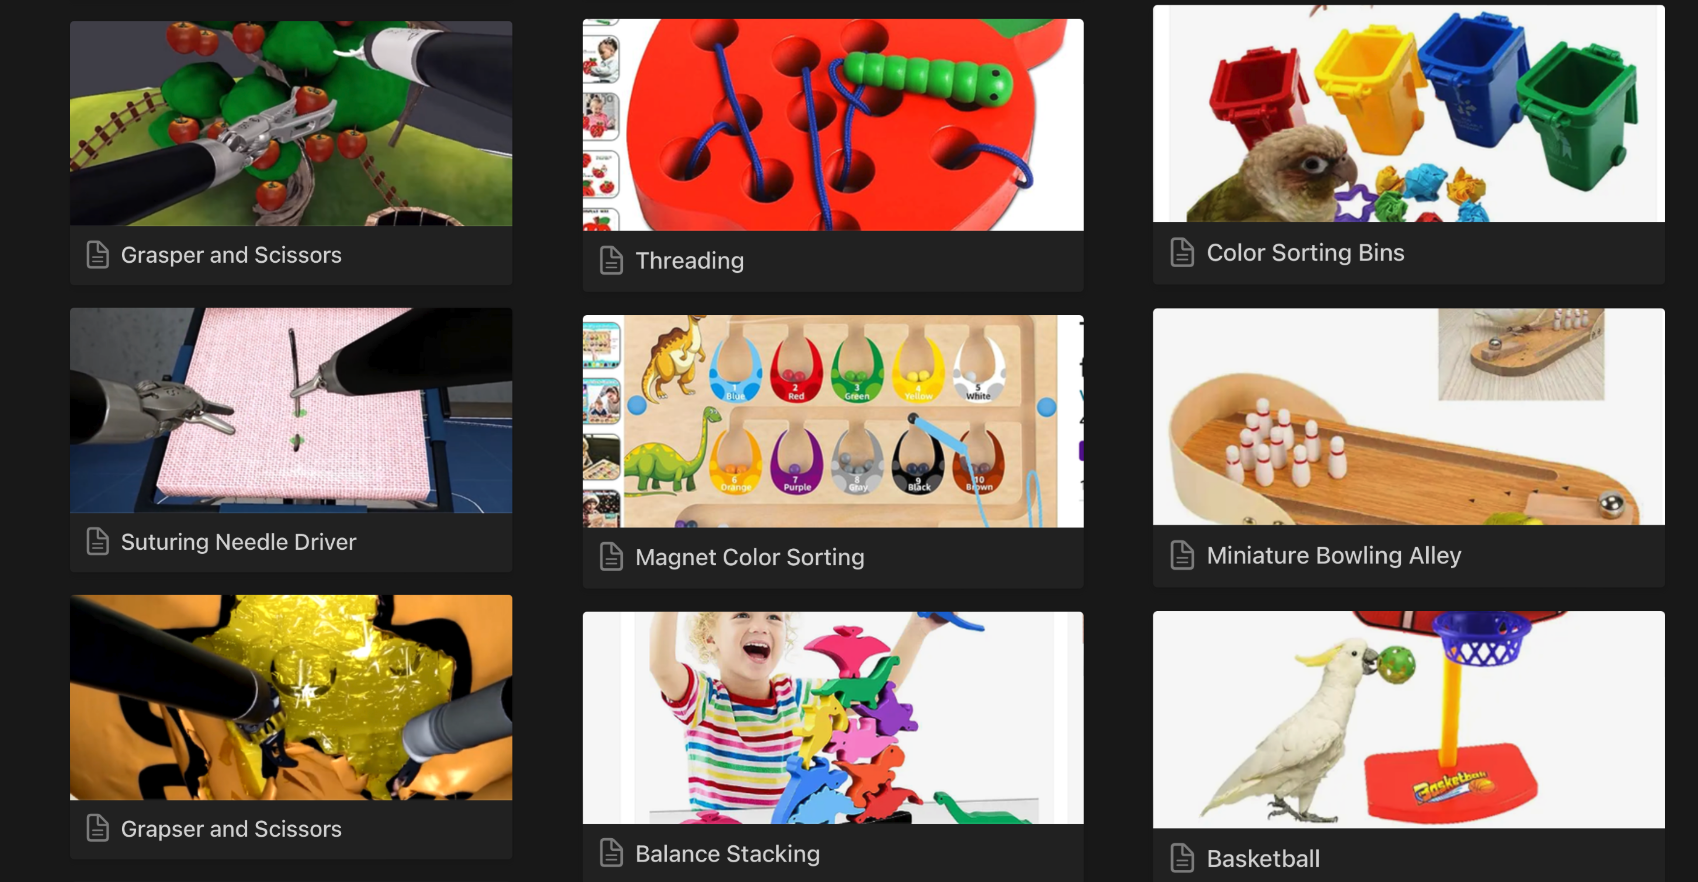 Grasper and Scissors
Suturing Needle Driver
Grapser and Scissors
Threading
1
Blue
2
Red
3
Green
4
Yellow
5
White
6
Orange
7
Purple
8
Gray
9
Black
10
Brown
Magnet Color Sorting
Balance Stacking
Color Sorting Bins
Miniature Bowling Alley
Basketball
Basketball